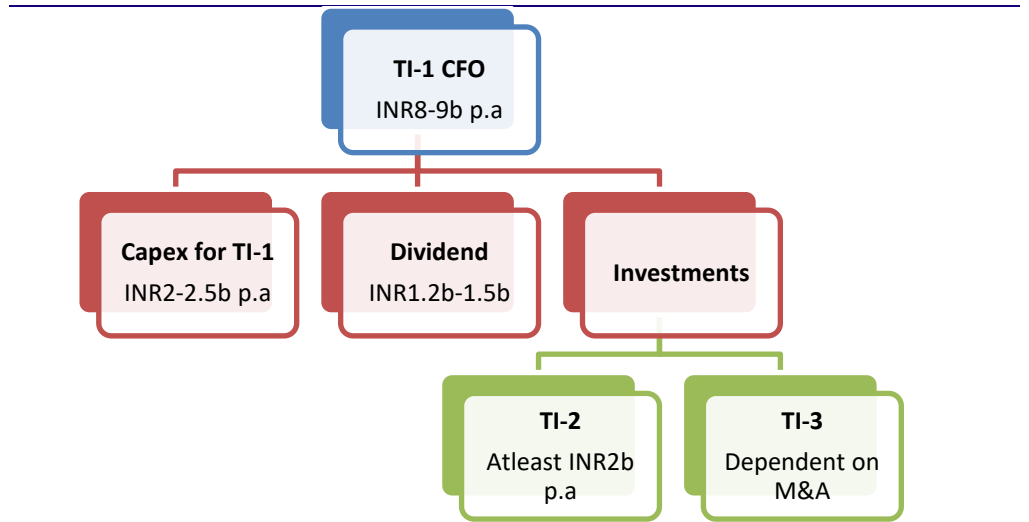 TI-1 CFO
INR8-9b p.a
Capex for TI-1
INR2-2.5b p.a
Dividend
INR1.2b-1.5b
Investments
TI-2
Atleast INR2b
p.a
TI-3
Dependent on
M&A